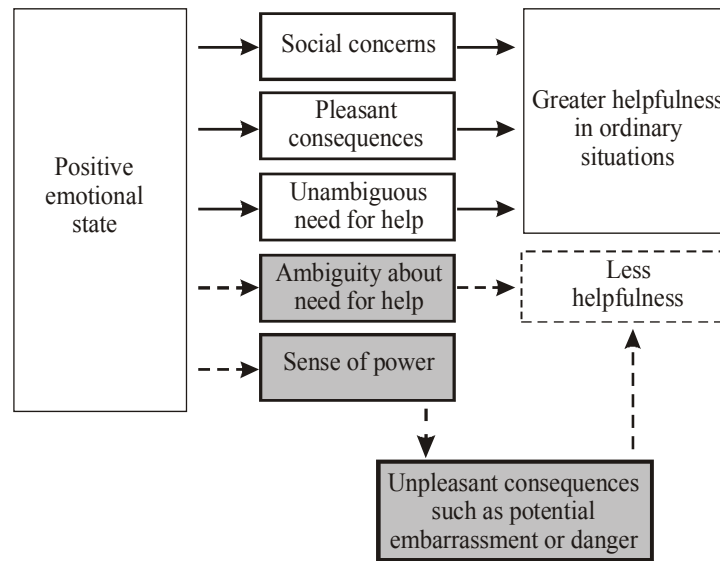 Positive
emotional
state
Social concerns
Pleasant
consequences
Unambiguous
need for help
Ambiguity about
need for help
Sense of power
Greater helpfulness
in ordinary
situations
Less
helpfulness
Unpleasant consequences
such as potential
embarrassment or danger